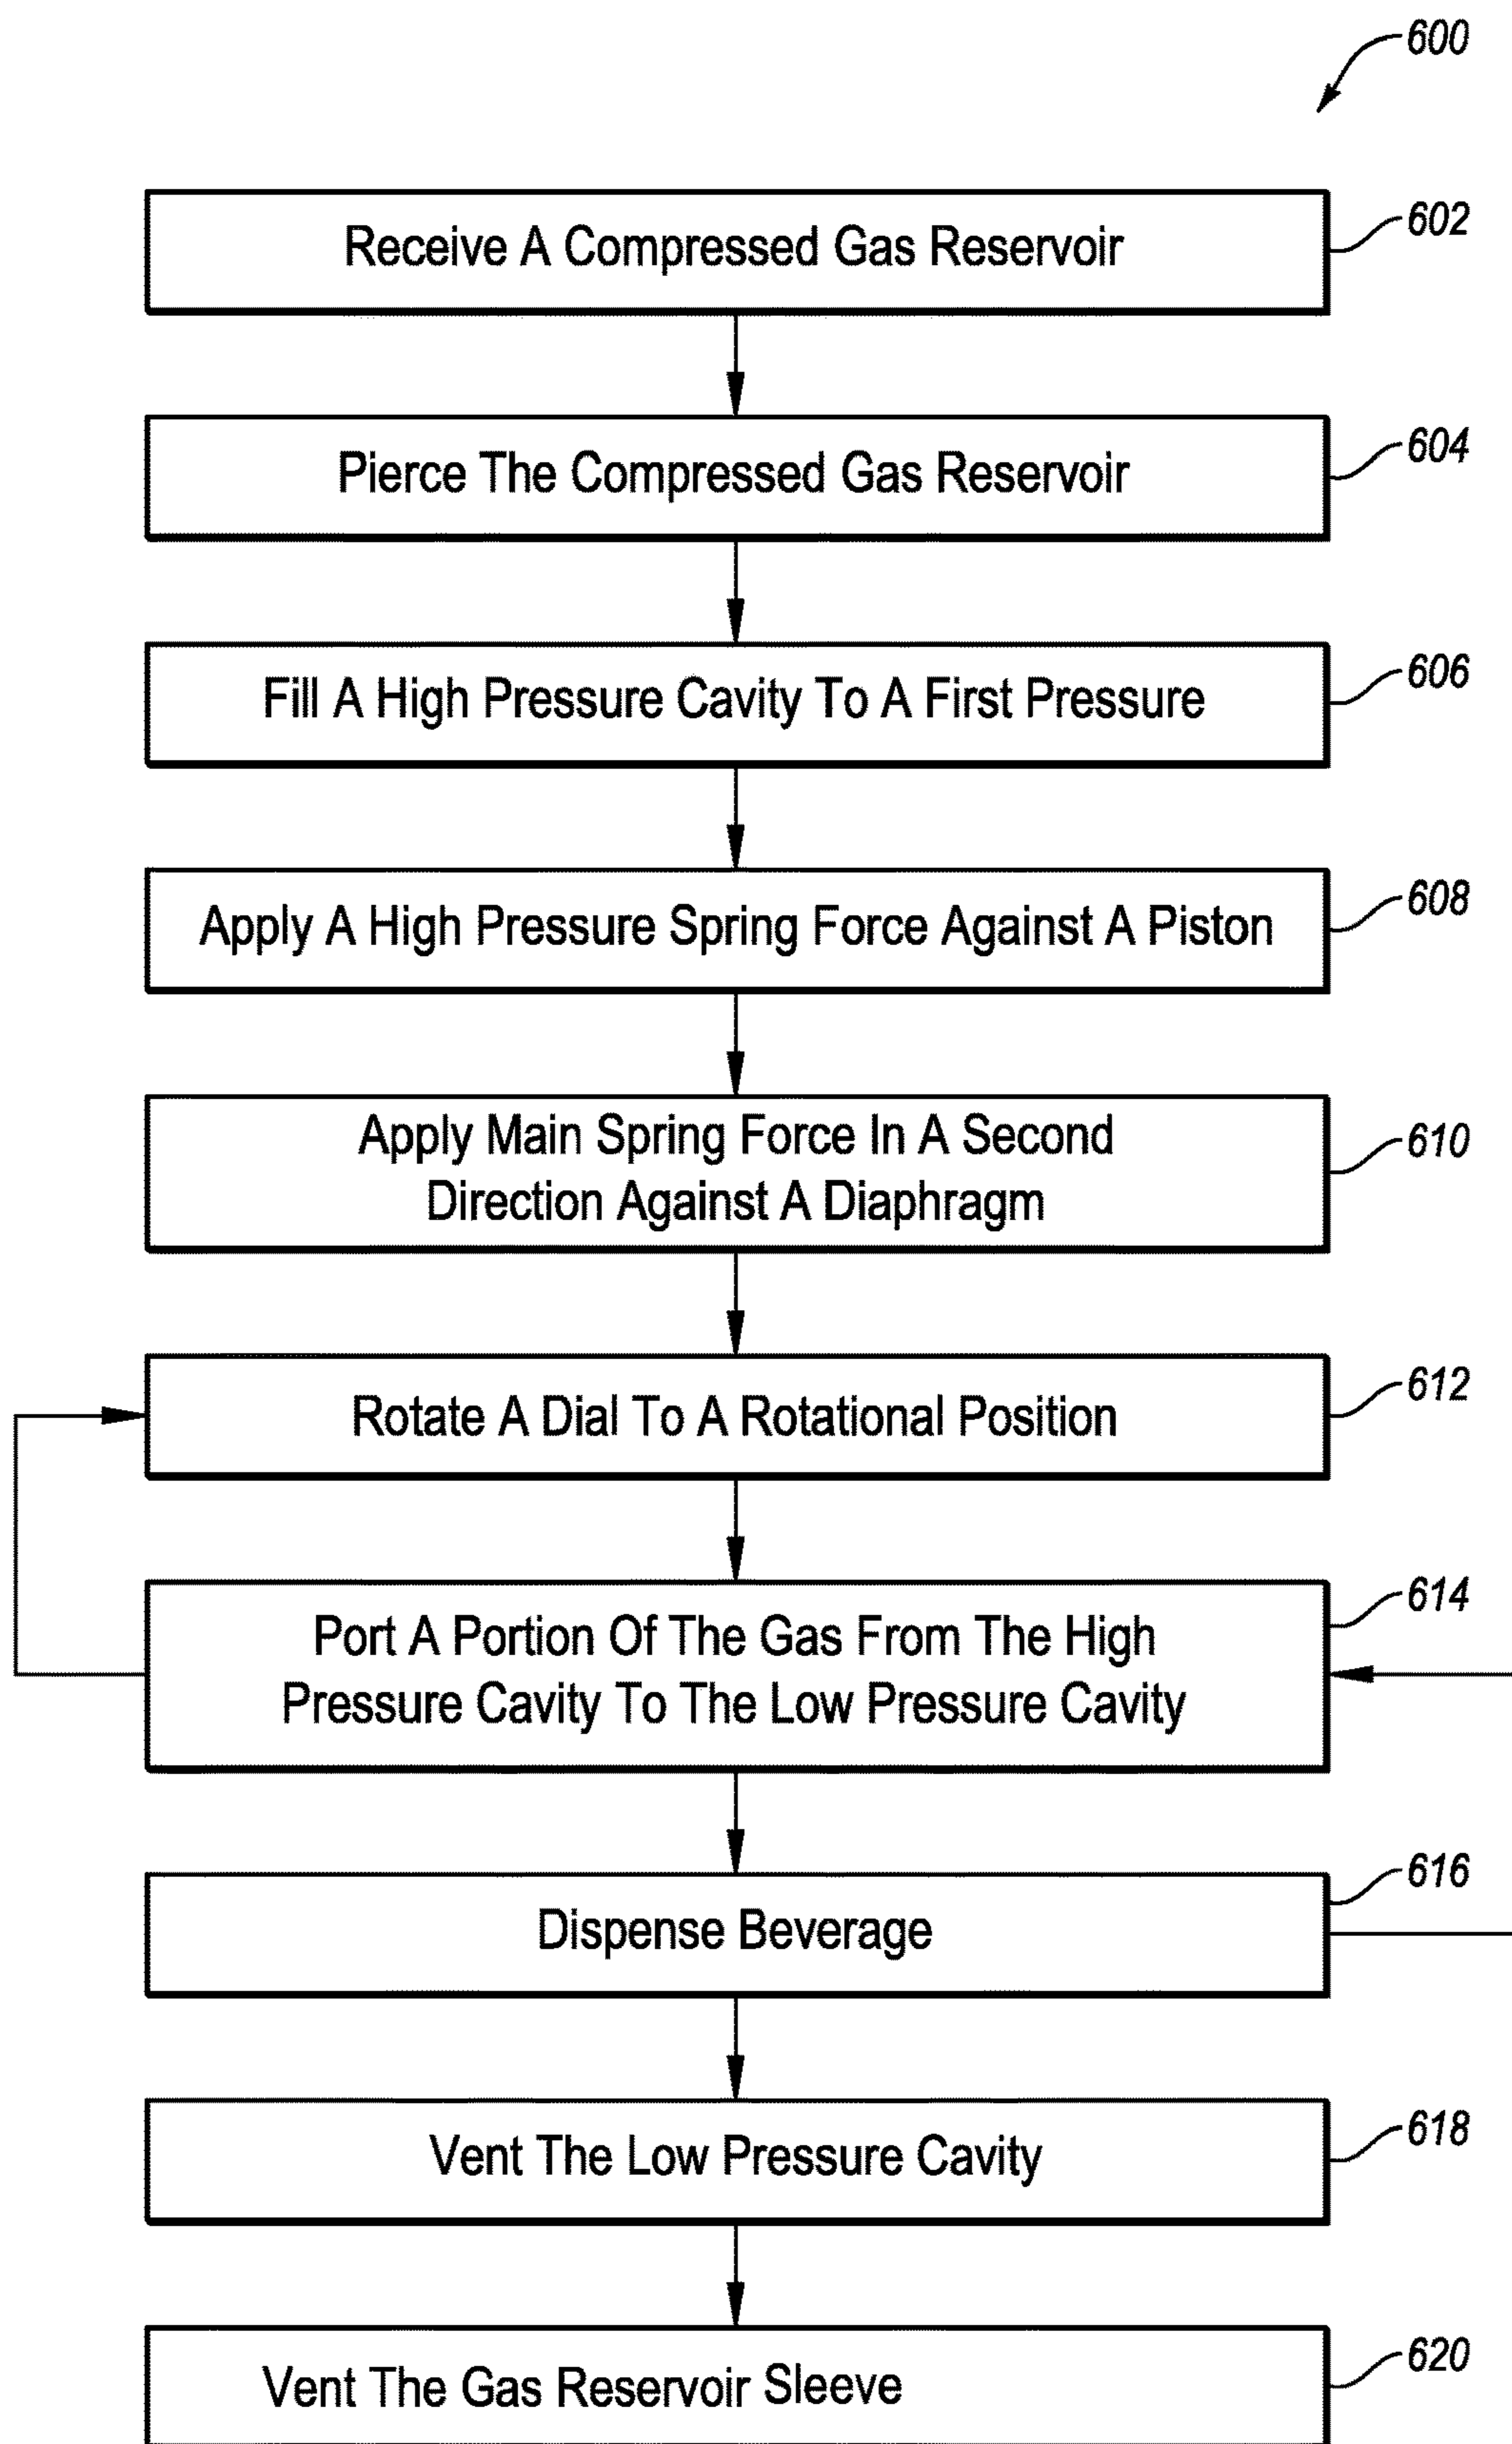 600
Receive A Compressed Gas Reservoir
602
Pierce The Compressed Gas Reservoir
604
Fill A High Pressure Cavity To A First Pressure
606
Apply A High Pressure Spring Force Against A Piston
608
Apply Main Spring Force In A Second
Direction Against A Diaphragm
610
Rotate A Dial To A Rotational Position
612
Port A Portion Of The Gas From The High
Pressure Cavity To The Low Pressure Cavity
614
Dispense Beverage
616
Vent The Low Pressure Cavity
618
Vent The Gas Reservoir Sleeve
620